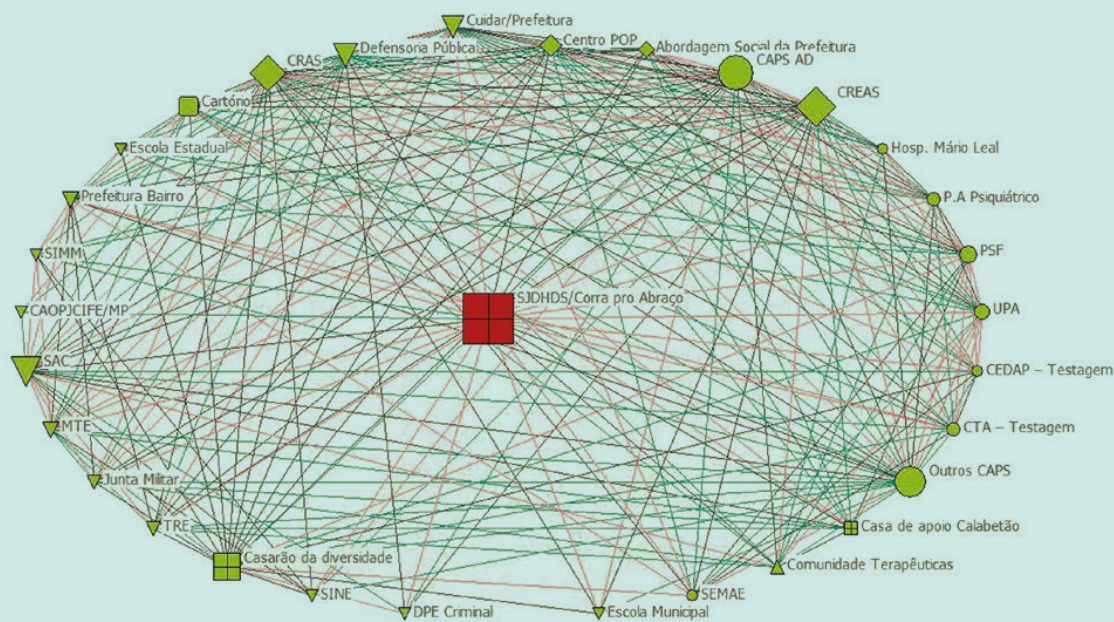 Cuidar/Prefeitura
Defensoria Pública
Centro POP
Abordagem Social da Prefeitura
CRAS
CAPS AD
Cartório
CREAS
Escola Estadual
Hosp. Mário Leal
Prefeitura Bairro
P.A Psiquiátrico
SIMM
PSF
SJDHDS/Corra pro Abraço
CAOPJCIFE/MP
UPA
SAC
CEDAP – Testagem
MTE
CTA – Testagem
Junta Militar
Outros CAPS
TRE
Casa de apoio Calabetão
Casarão da diversidade
Comunidade Terapêuticas
SINE
SEMAE
DPE Criminal
Escola Municipal